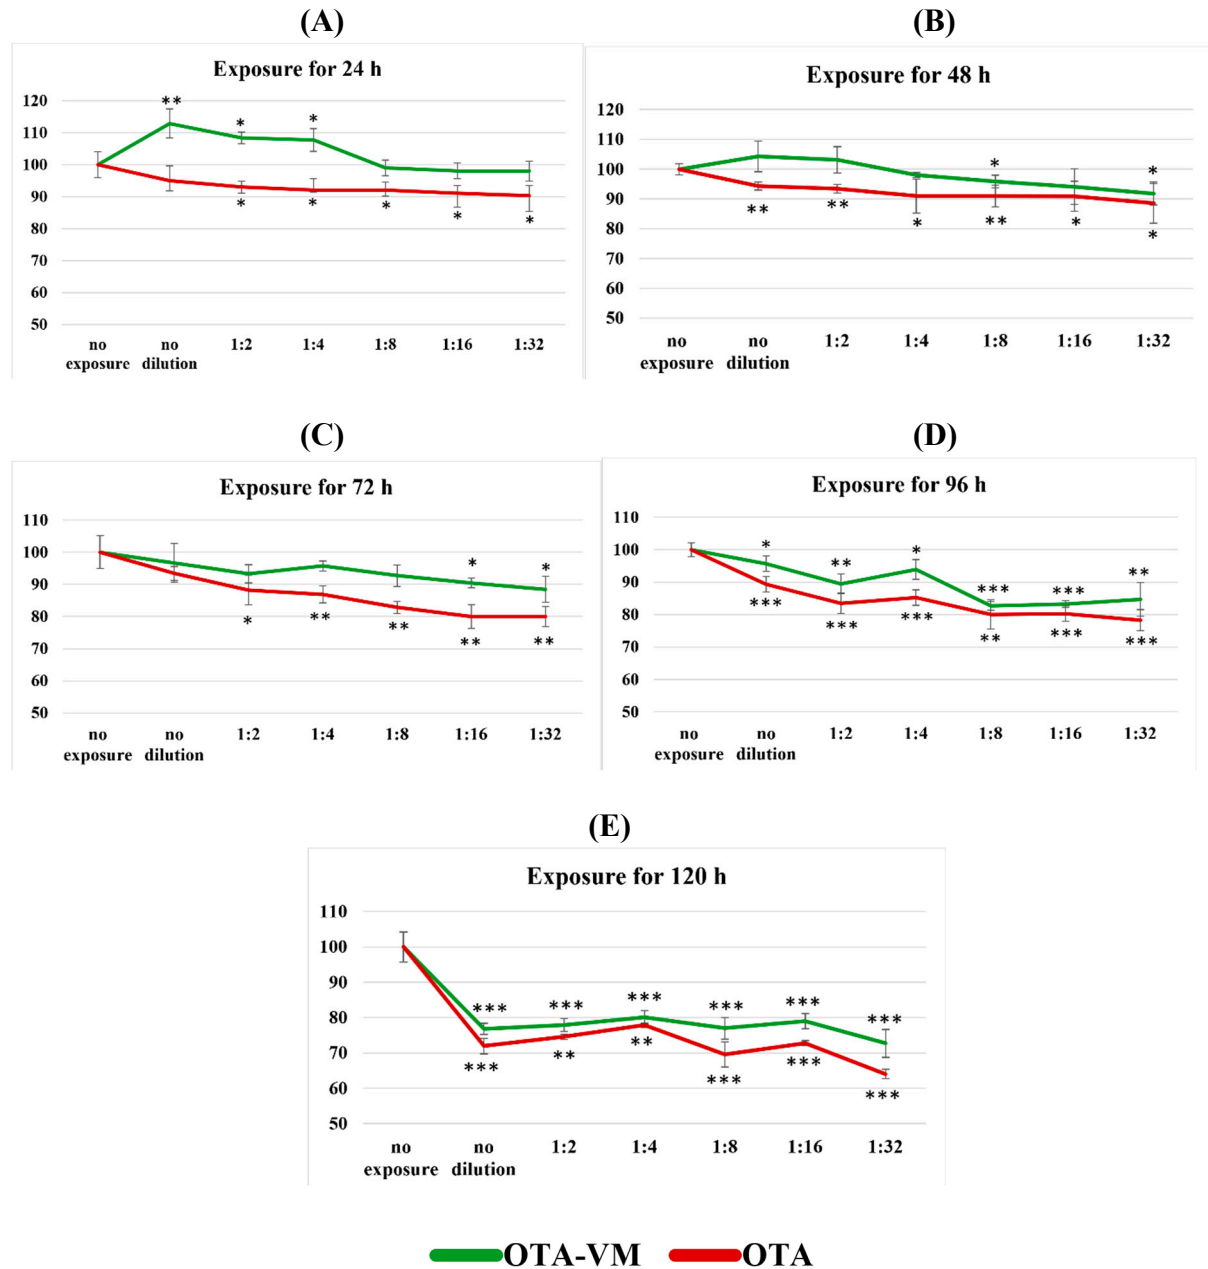 (A)
Exposure for 24 h
120
110
100
90
80
70
60
50
** * *
* * * * *
no exposure no dilution 1:2 1:4 1:8 1:16 1:32
(B)
Exposure for 48 h
120
110
100
90
80
70
60
50
* *
** ** * ** * *
no exposure no dilution 1:2 1:4 1:8 1:16 1:32
(C)
Exposure for 72 h
110
100
90
80
70
60
50
* *
* ** ** ** **
no exposure no dilution 1:2 1:4 1:8 1:16 1:32
(D)
Exposure for 96 h
110
100
90
80
70
60
50
* ** * *** *** **
*** *** *** ** *** ***
no exposure no dilution 1:2 1:4 1:8 1:16 1:32
(E)
Exposure for 120 h
110
100
90
80
70
60
50
*** *** *** *** *** ***
*** ** ** *** *** ***
no exposure no dilution 1:2 1:4 1:8 1:16 1:32
OTA-VM OTA